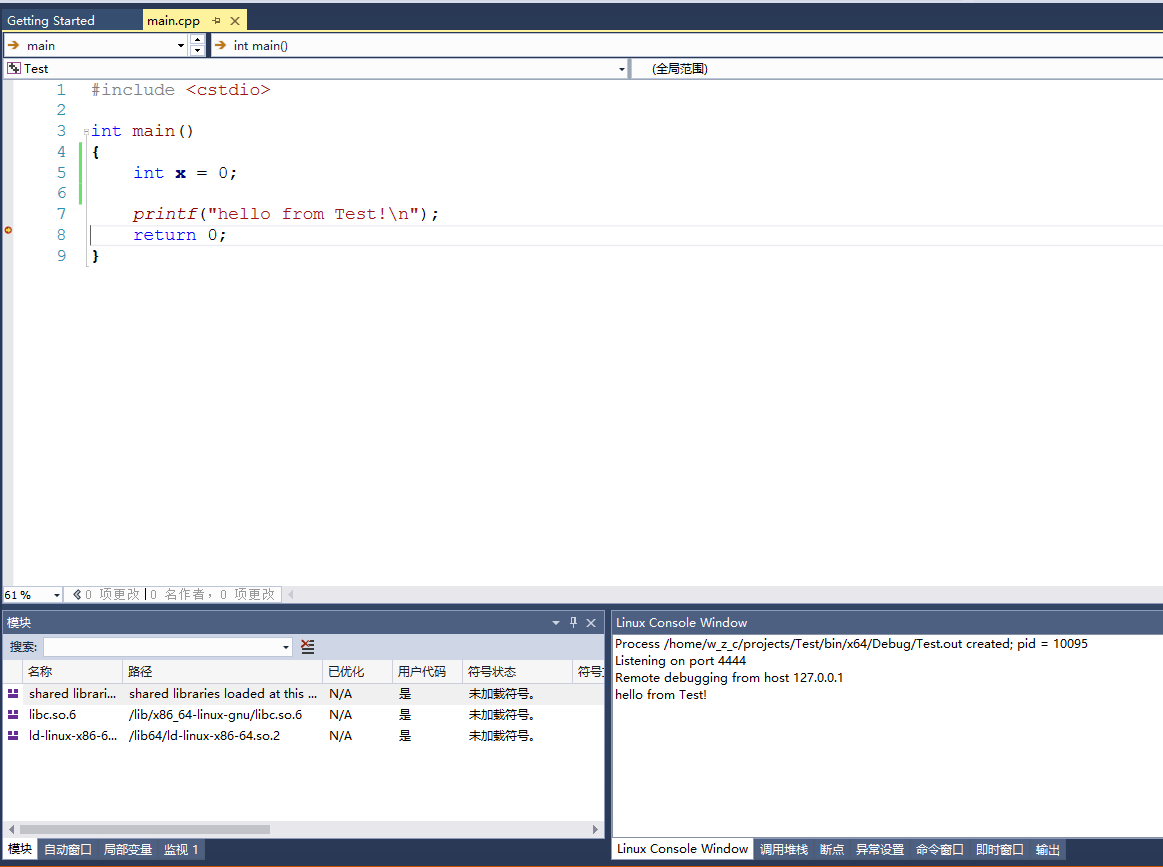 Getting Started main.cpp
main int main()
Test (全局范围)
1 #include <cstdio>
2
3 int main()
4 {
5 int x = 0;
6
7 printf("hello from Test!\n");
8 return 0;
9 }
61 % 0 项更改 | 0 名作者，0 项更改
模块
搜索:
名称 路径 已优化 用户代码 符号状态 符号
shared librari... shared libraries loaded at this ... N/A 是 未加载符号。
libc.so.6 /lib/x86_64-linux-gnu/libc.so.6 N/A 是 未加载符号。
ld-linux-x86-6... /lib64/ld-linux-x86-64.so.2 N/A 是 未加载符号。
模块 自动窗口 局部变量 监视 1
Linux Console Window
Process /home/w_z_c/projects/Test/bin/x64/Debug/Test.out created; pid = 10095
Listening on port 4444
Remote debugging from host 127.0.0.1
hello from Test!
Linux Console Window 调用堆栈 断点 异常设置 命令窗口 即时窗口 输出